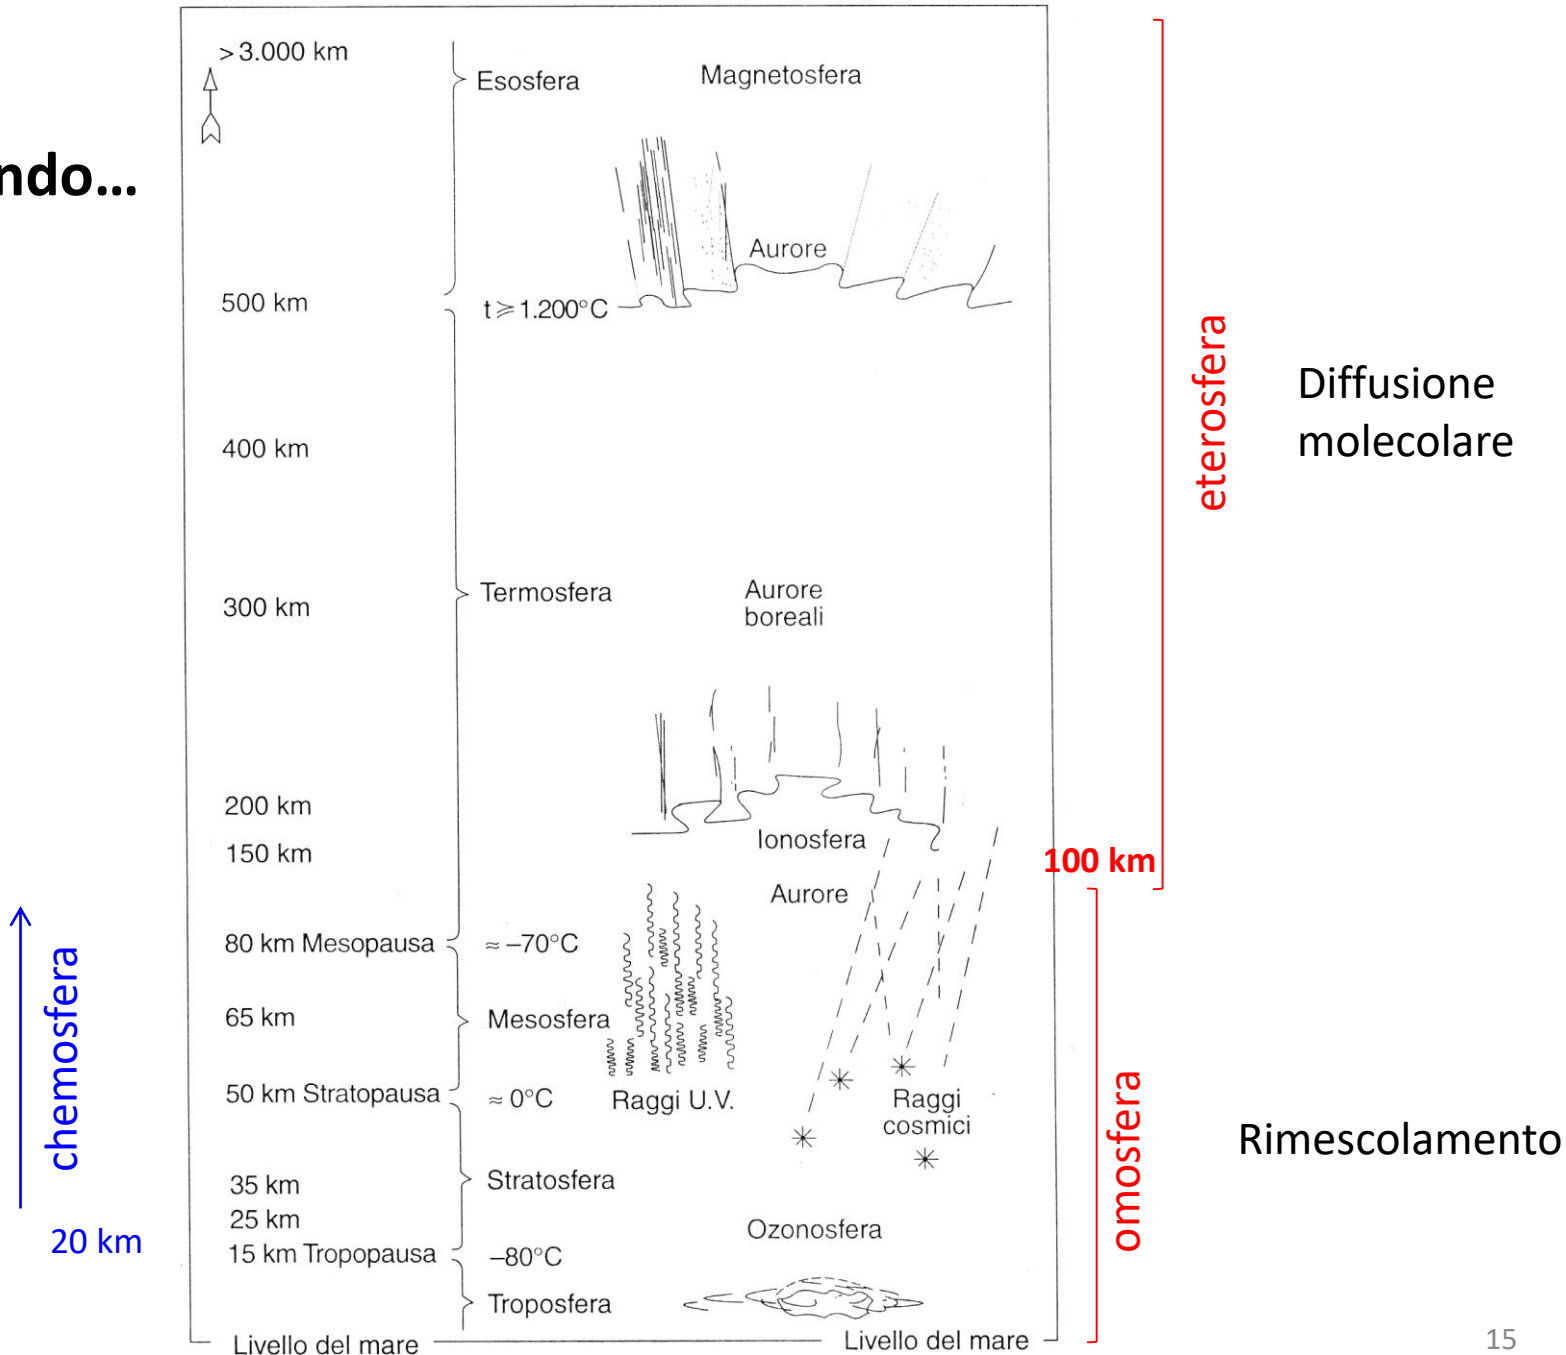 ndo...
> 3.000 km
Esosfera
Magnetosfera
Aurore
500 km
t ⩾ 1.200°C
400 km
300 km
Termosfera
Aurore
boreali
200 km
150 km
Ionosfera
Aurore
80 km Mesopausa
≈ –70°C
65 km
Mesosfera
50 km Stratopausa
≈ 0°C
Raggi U.V.
Raggi
cosmici
35 km
Stratosfera
25 km
Ozonosfera
15 km Tropopausa
–80°C
Troposfera
Livello del mare
Livello del mare
chemosfera
20 km
eterosfera
Diffusione
molecolare
100 km
omosfera
Rimescolamento
15